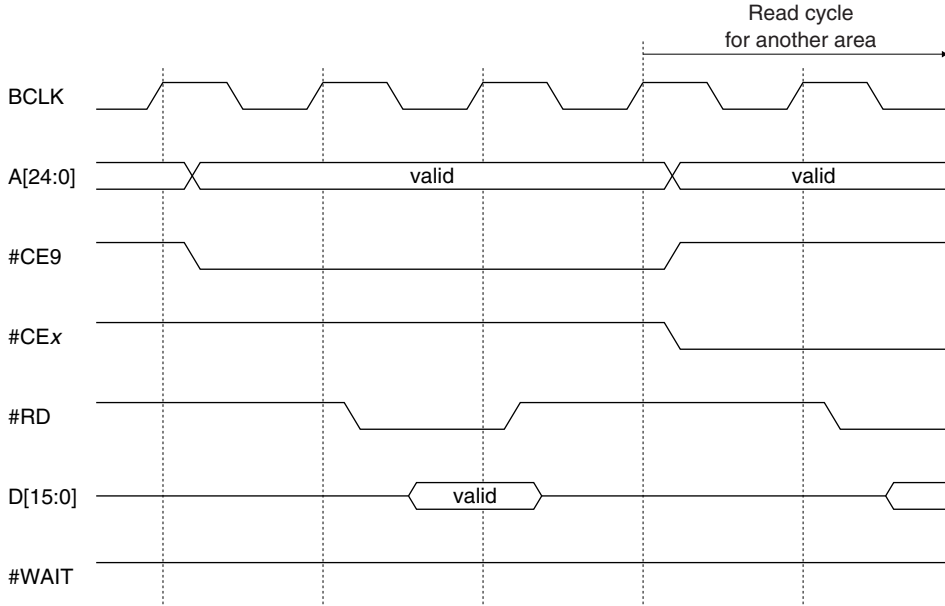 Read cycle
for another area
BCLK
A[24:0] valid valid
#CE9
#CEx
#RD
D[15:0] valid
#WAIT